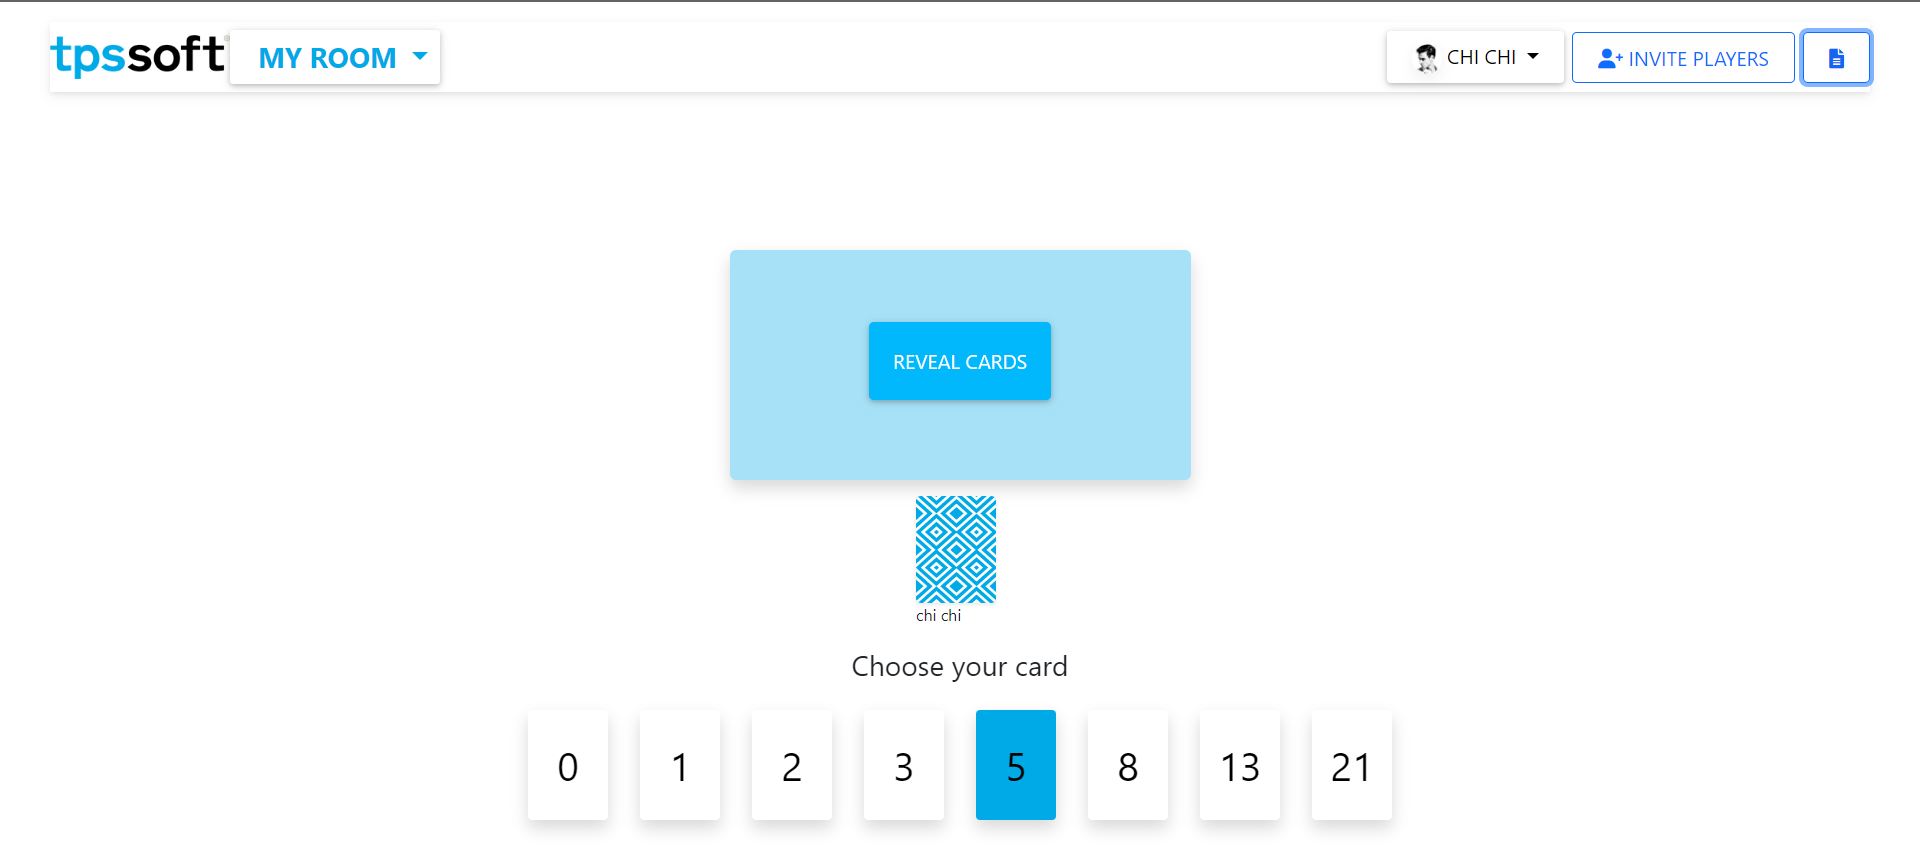 tpssoft®
MY ROOM
CHI CHI
INVITE PLAYERS
REVEAL CARDS
chi chi
Choose your card
0 1 2 3 5 8 13 21